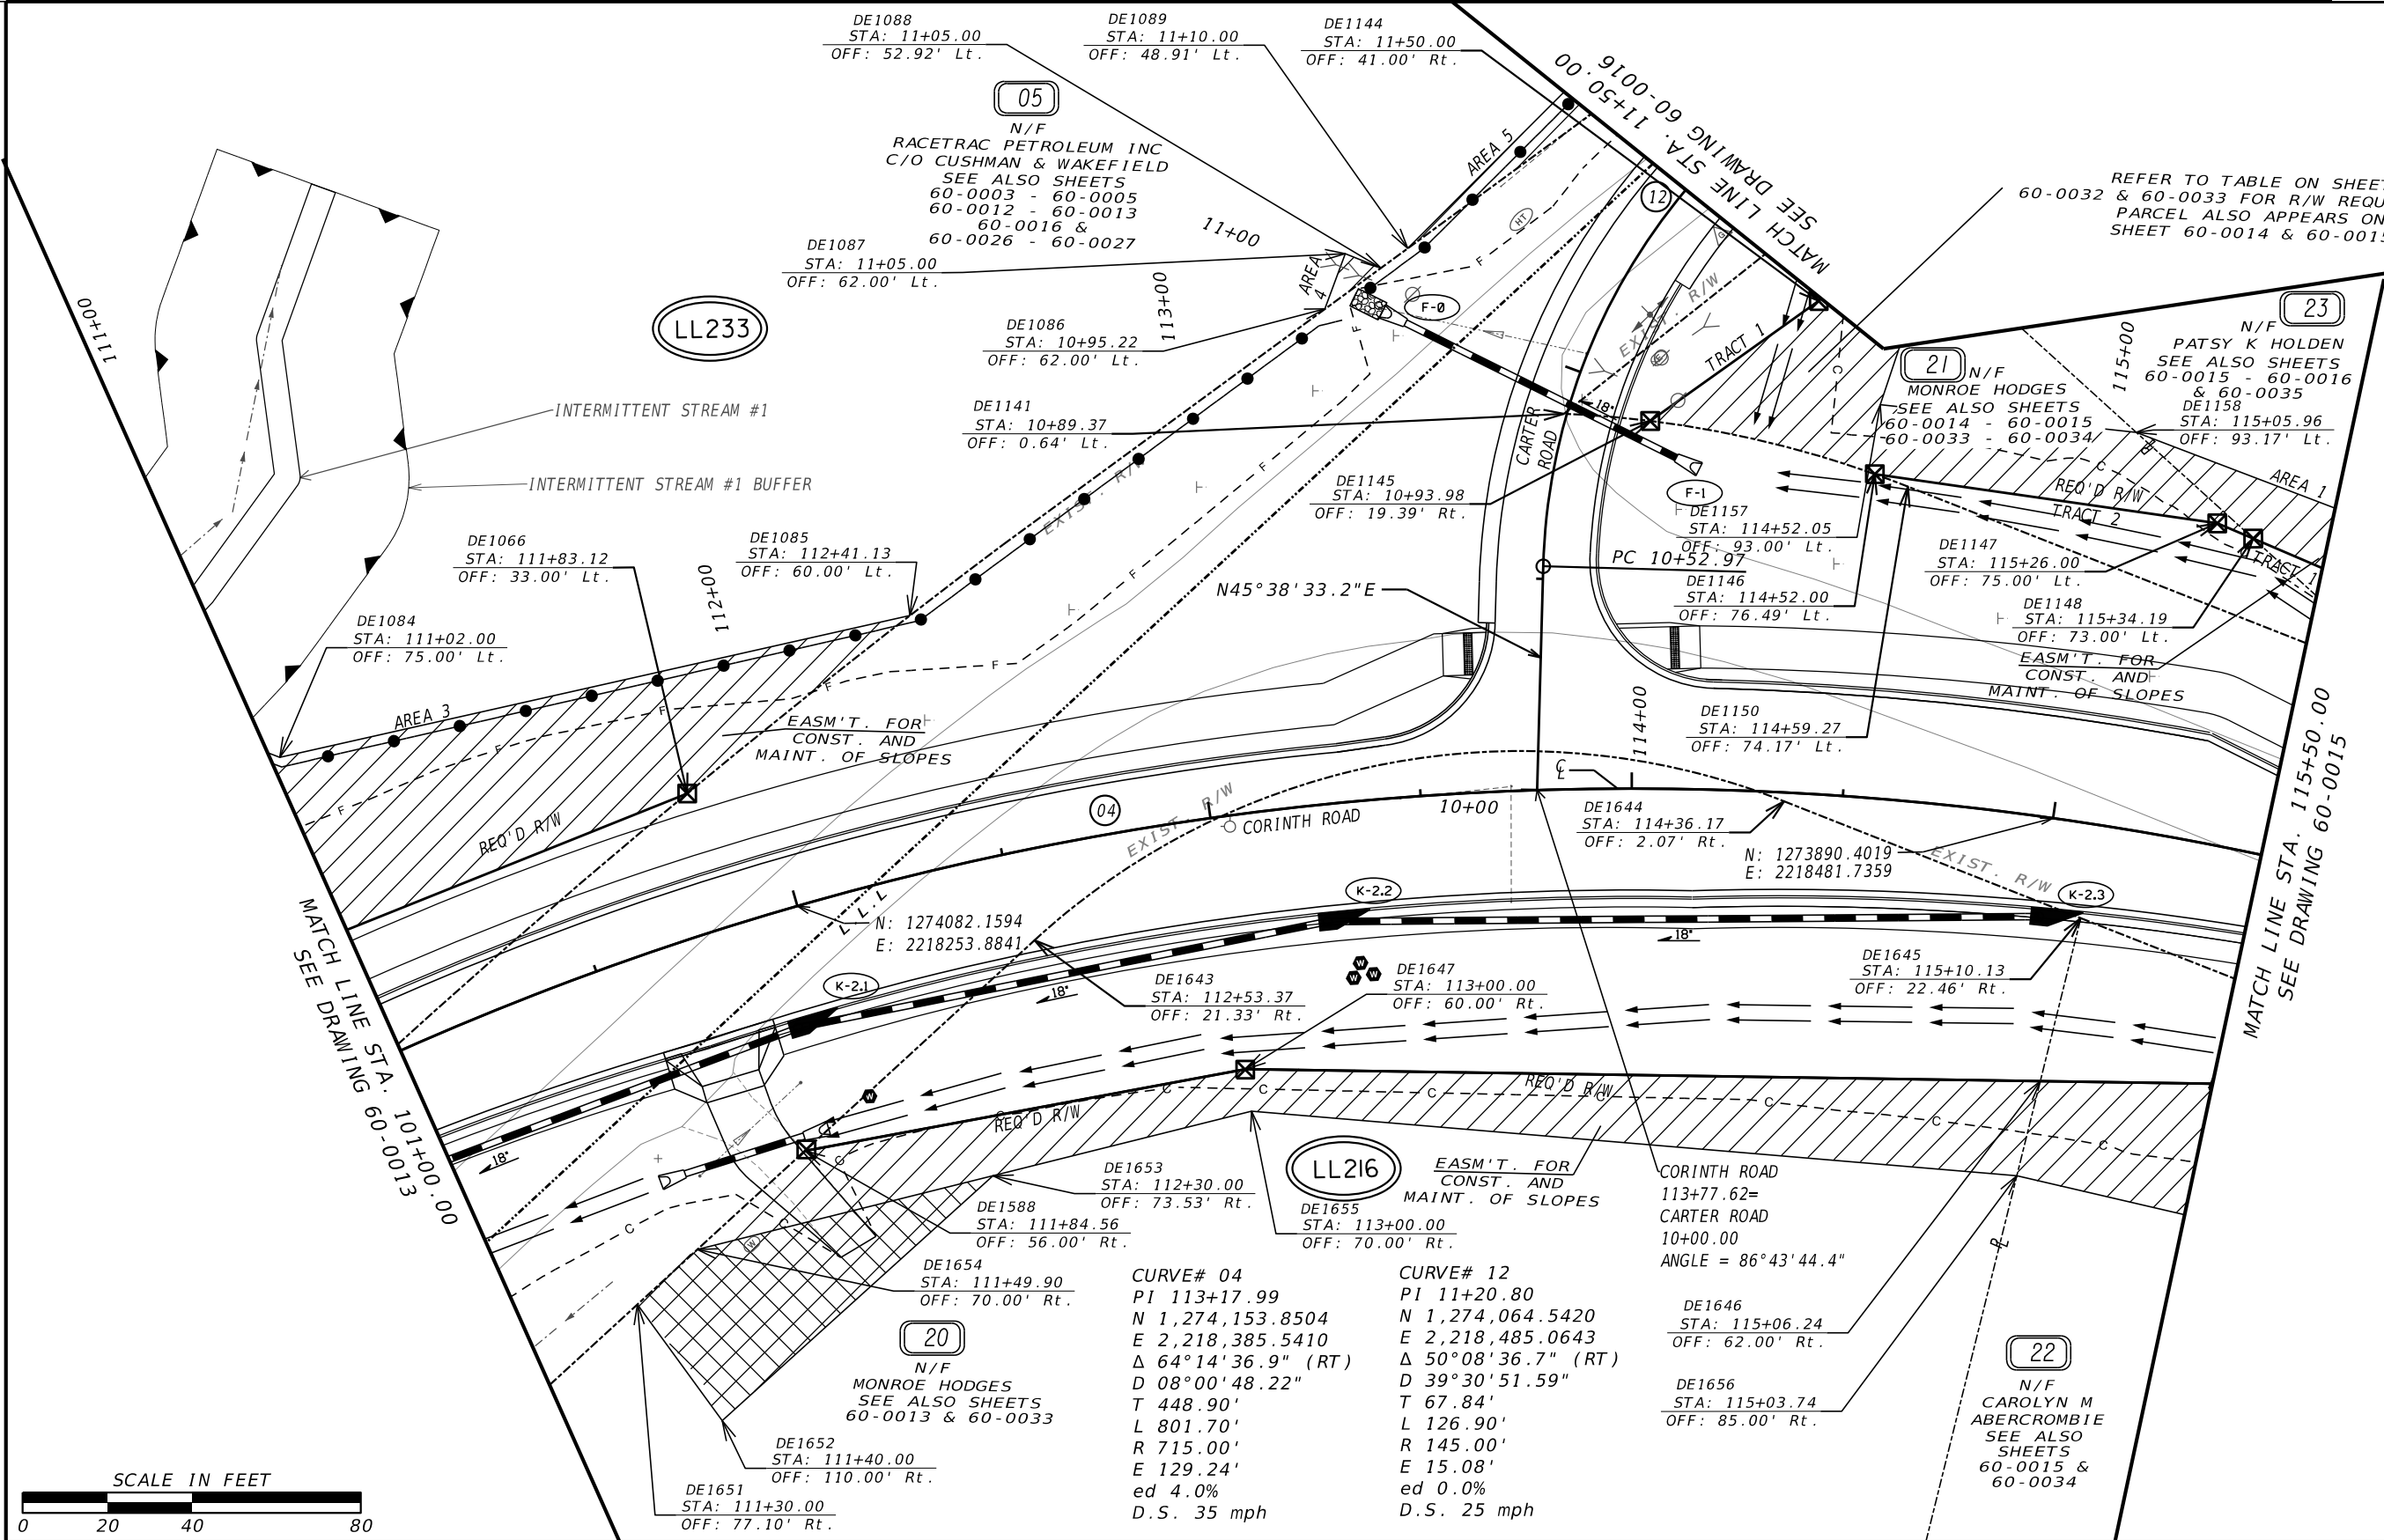 DE1088
STA: 11+05.00
OFF: 52.92' Lt.
DE1089
STA: 11+10.00
OFF: 48.91' Lt.
DE1144
STA: 11+50.00
OFF: 41.00' Rt.
MATCH LINE STA. 11+50.00
SEE DRAWING 60-0016
05
N/F
RACETRAC PETROLEUM INC
C/O CUSHMAN & WAKEFIELD
SEE ALSO SHEETS
60-0003 - 60-0005
60-0012 - 60-0013
60-0016 &
60-0026 - 60-0027
AREA 5
HT
12
REFER TO TABLE ON
60-0032 & 60-0033 FOR R/W
PARCEL ALSO APPEARS ON
SHEET 60-0014 &
DE1087
STA: 11+05.00
OFF: 62.00' Lt.
11+00
AREA 4
113+00
F-0
EXIST. R/W
TRACT 1
111+00
LL233
DE1086
STA: 10+95.22
OFF: 62.00' Lt.
23
N/F
PATSY K HOLDEN
SEE ALSO SHEETS
60-0015 - 60-0016
& 60-0035
115+00
21
N/F
MONROE HODGES
SEE ALSO SHEETS
60-0014 - 60-0015
60-0033 - 60-0034
DE1158
STA: 115+05.96
OFF: 93.17' Lt.
INTERMITTENT STREAM #1
INTERMITTENT STREAM #1 BUFFER
DE1141
STA: 10+89.37
OFF: 0.64' Lt.
CARTER
ROAD
18"
EXIST. R/W
DE1145
STA: 10+93.98
OFF: 19.39' Rt.
F-1
DE1157
STA: 114+52.05
OFF: 93.00' Lt.
REQ'D R/W
TRACT 2
AREA 1
TRACT 1
DE1066
STA: 111+83.12
OFF: 33.00' Lt.
DE1085
STA: 112+41.13
OFF: 60.00' Lt.
112+00
PC 10+52.97
N45°38'33.2"E
DE1146
STA: 114+52.00
OFF: 76.49' Lt.
DE1147
STA: 115+26.00
OFF: 75.00' Lt.
DE1148
STA: 115+34.19
OFF: 73.00' Lt.
DE1084
STA: 111+02.00
OFF: 75.00' Lt.
EASM'T. FOR
CONST. AND
MAINT. OF SLOPES
AREA 3
EASM'T. FOR
CONST. AND
MAINT. OF SLOPES
114+00
DE1150
STA: 114+59.27
OFF: 74.17' Lt.
MATCH LINE STA. 115+50.00
SEE DRAWING 60-0015
REQ'D R/W
04
EXIST. R/W
CORINTH ROAD
10+00
DE1644
STA: 114+36.17
OFF: 2.07' Rt.
N: 1273890.4019
E: 2218481.7359
EXIST. R/W
K-2.2
K-2.3
L.L
N: 1274082.1594
E: 2218253.8841
18"
MATCH LINE STA. 101+00.00
SEE DRAWING 60-0013
K-2.1
18"
DE1643
STA: 112+53.37
OFF: 21.33' Rt.
W
W
W
DE1647
STA: 113+00.00
OFF: 60.00' Rt.
DE1645
STA: 115+10.13
OFF: 22.46' Rt.
W
18"
REQ'D R/W
REQ'D R/W
DE1653
STA: 112+30.00
OFF: 73.53' Rt.
LL216
EASM'T. FOR
CONST. AND
MAINT. OF SLOPES
CORINTH ROAD
113+77.62=
CARTER ROAD
10+00.00
ANGLE = 86°43'44.4"
DE1588
STA: 111+84.56
OFF: 56.00' Rt.
DE1655
STA: 113+00.00
OFF: 70.00' Rt.
W
DE1654
STA: 111+49.90
OFF: 70.00' Rt.
CURVE# 04
PI 113+17.99
N 1,274,153.8504
E 2,218,385.5410
Δ 64°14'36.9" (RT)
D 08°00'48.22"
T 448.90'
L 801.70'
R 715.00'
E 129.24'
ed 4.0%
D.S. 35 mph
CURVE# 12
PI 11+20.80
N 1,274,064.5420
E 2,218,485.0643
Δ 50°08'36.7" (RT)
D 39°30'51.59"
T 67.84'
L 126.90'
R 145.00'
E 15.08'
ed 0.0%
D.S. 25 mph
DE1646
STA: 115+06.24
OFF: 62.00' Rt.
DE1656
STA: 115+03.74
OFF: 85.00' Rt.
20
N/F
MONROE HODGES
SEE ALSO SHEETS
60-0013 & 60-0033
22
N/F
CAROLYN M
ABERCROMBIE
SEE ALSO
SHEETS
60-0015 &
60-0034
DE1652
STA: 111+40.00
OFF: 110.00' Rt.
DE1651
STA: 111+30.00
OFF: 77.10' Rt.
SCALE IN FEET
0 20 40 80